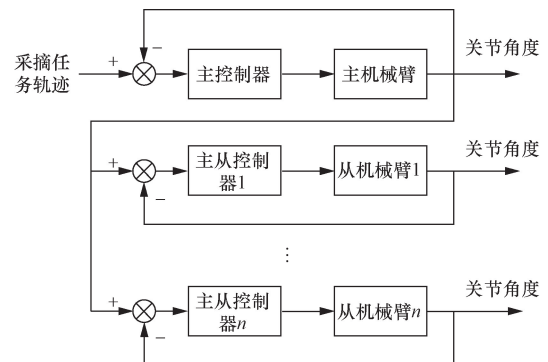 采摘任
务轨迹
+
−
主控制器
主机械臂
关节角度
+
−
主从控制
器1
从机械臂1
关节角度
⋮
+
−
主从控制
器n
从机械臂n
关节角度